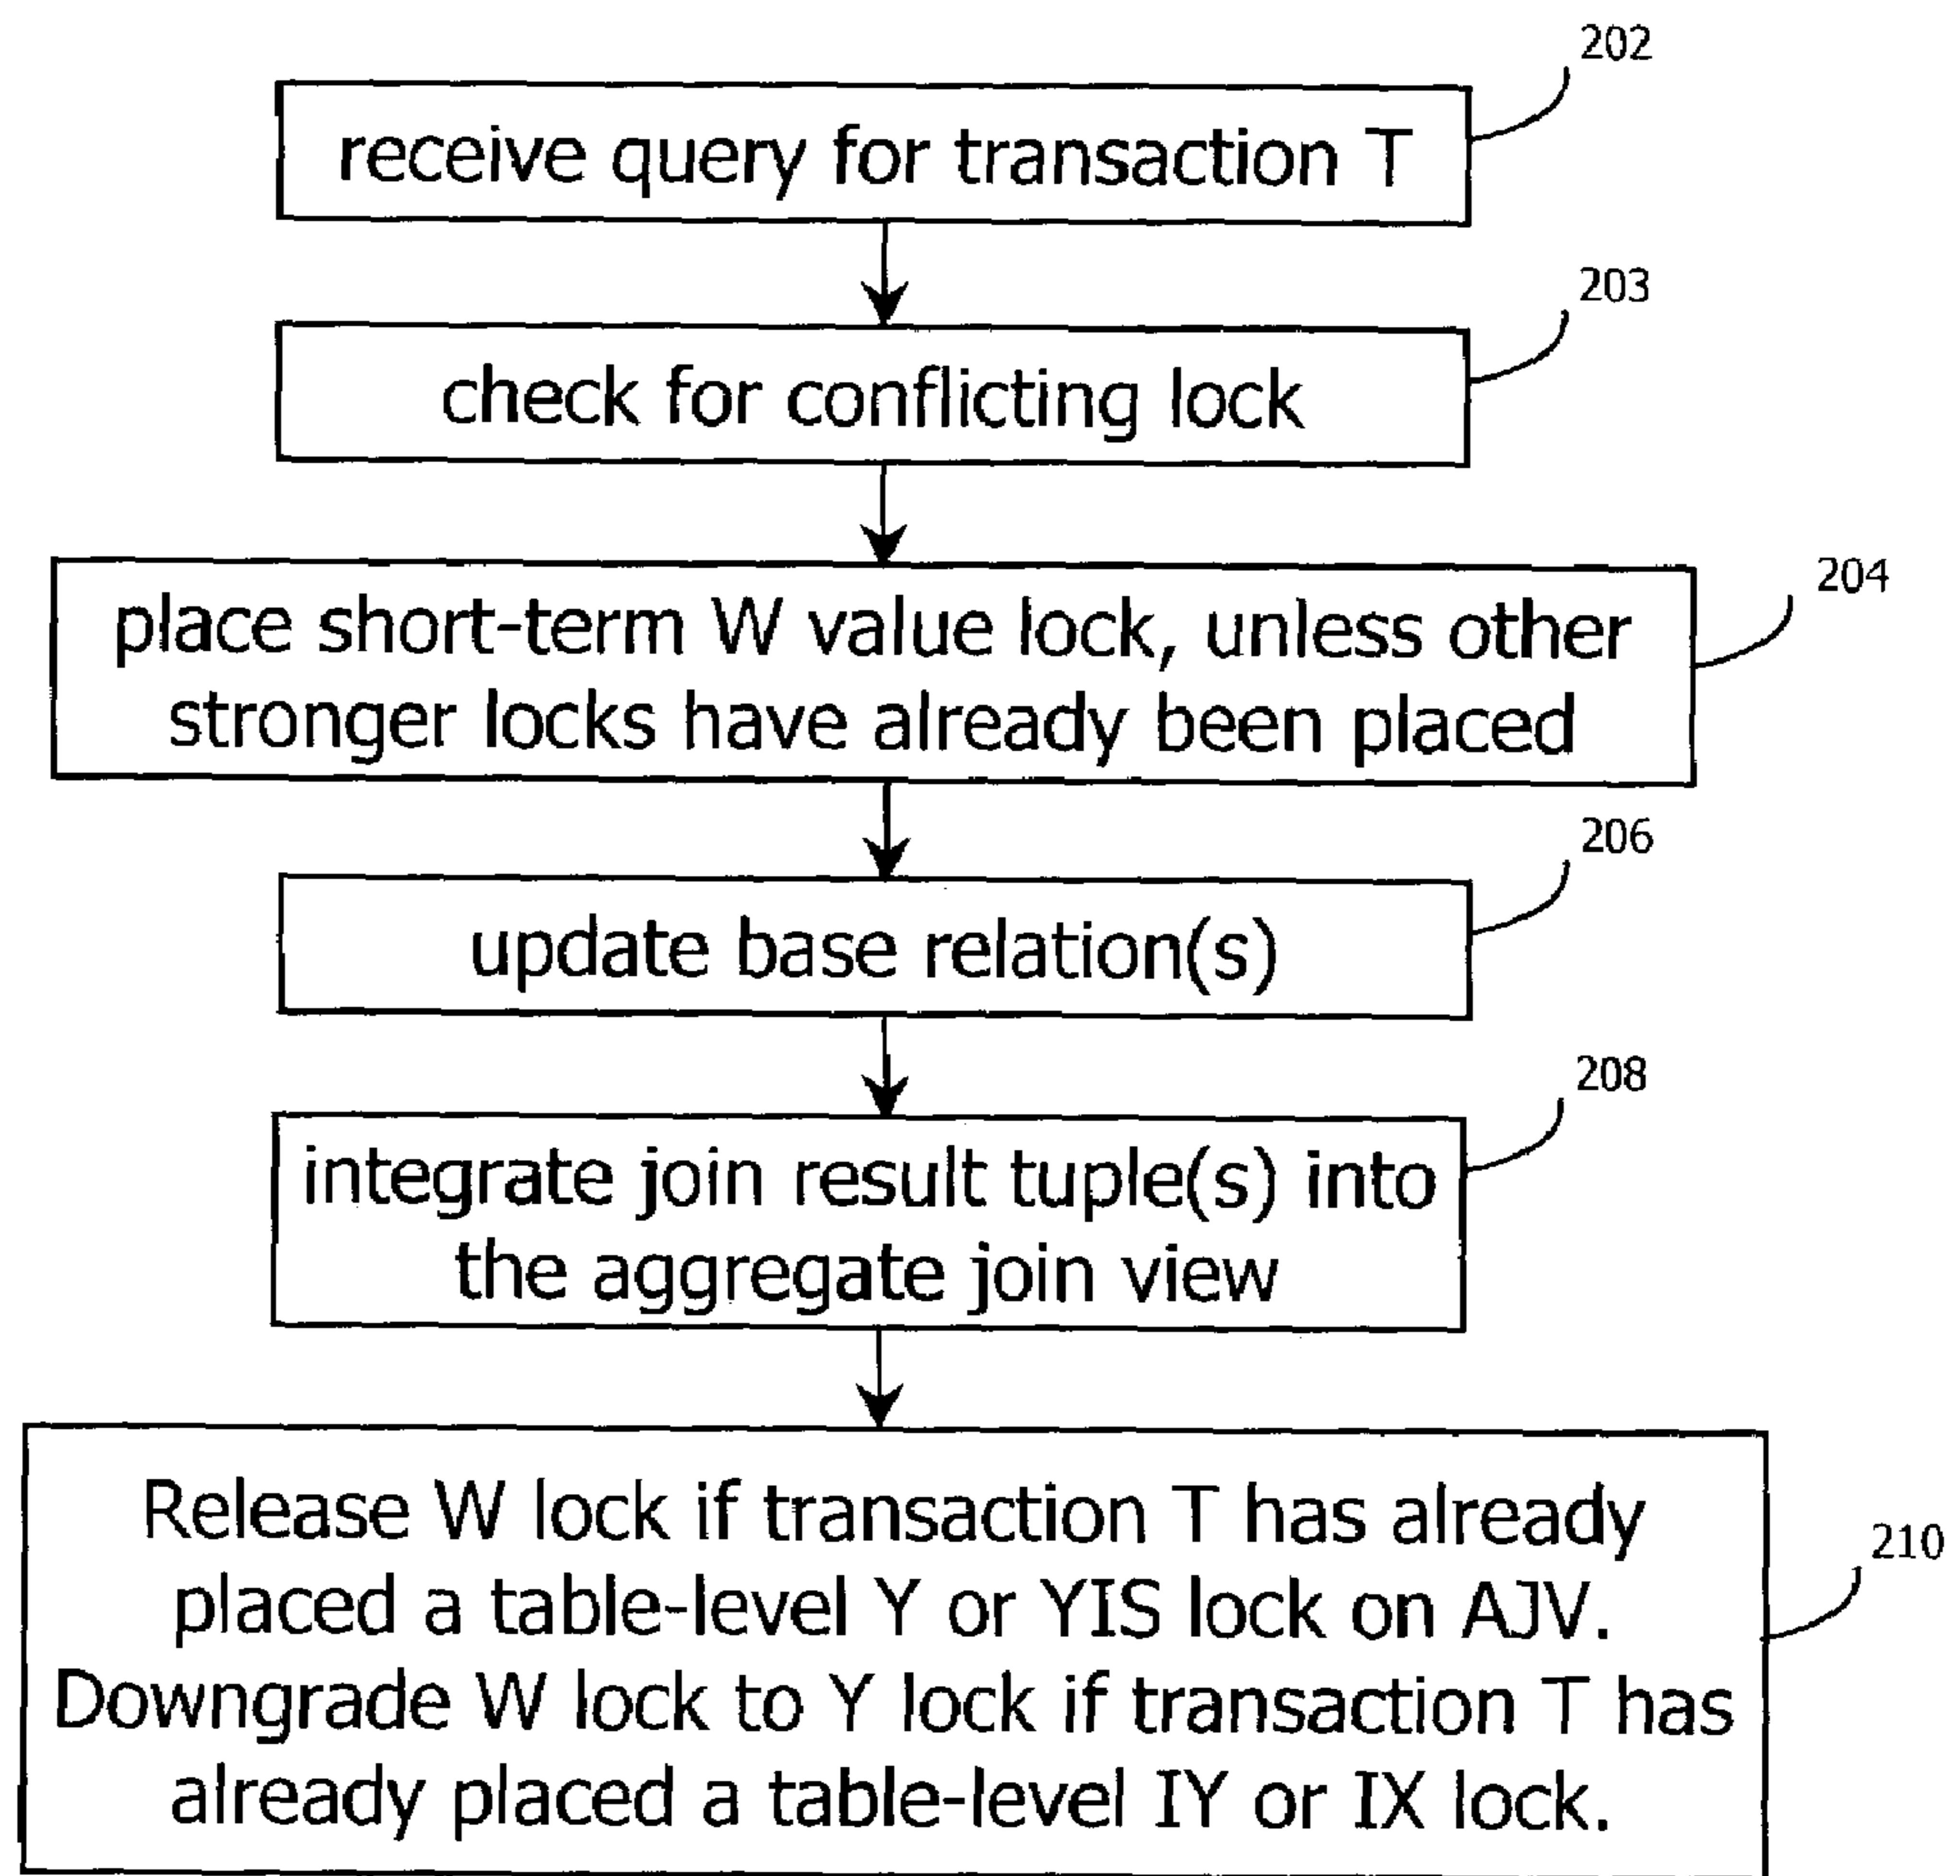 202
receive query for transaction T
203
check for conflicting lock
204
place short-term W value lock, unless other
stronger locks have already been placed
206
update base relation(s)
208
integrate join result tuple(s) into
the aggregate join view
210
Release W lock if transaction T has already
placed a table-level Y or YIS lock on AJV.
Downgrade W lock to Y lock if transaction T has
already placed a table-level IY or IX lock.